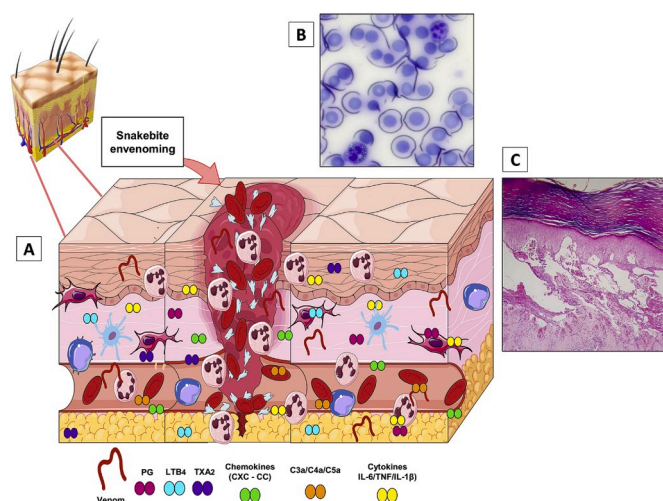 B
Snakebite
envenoming
C
A
Venom
PG
LTB4
TXA2
Chemokines
(CXC - CC)
C3a/C4a/C5a
Cytokines
IL-6/TNF/IL-1β)